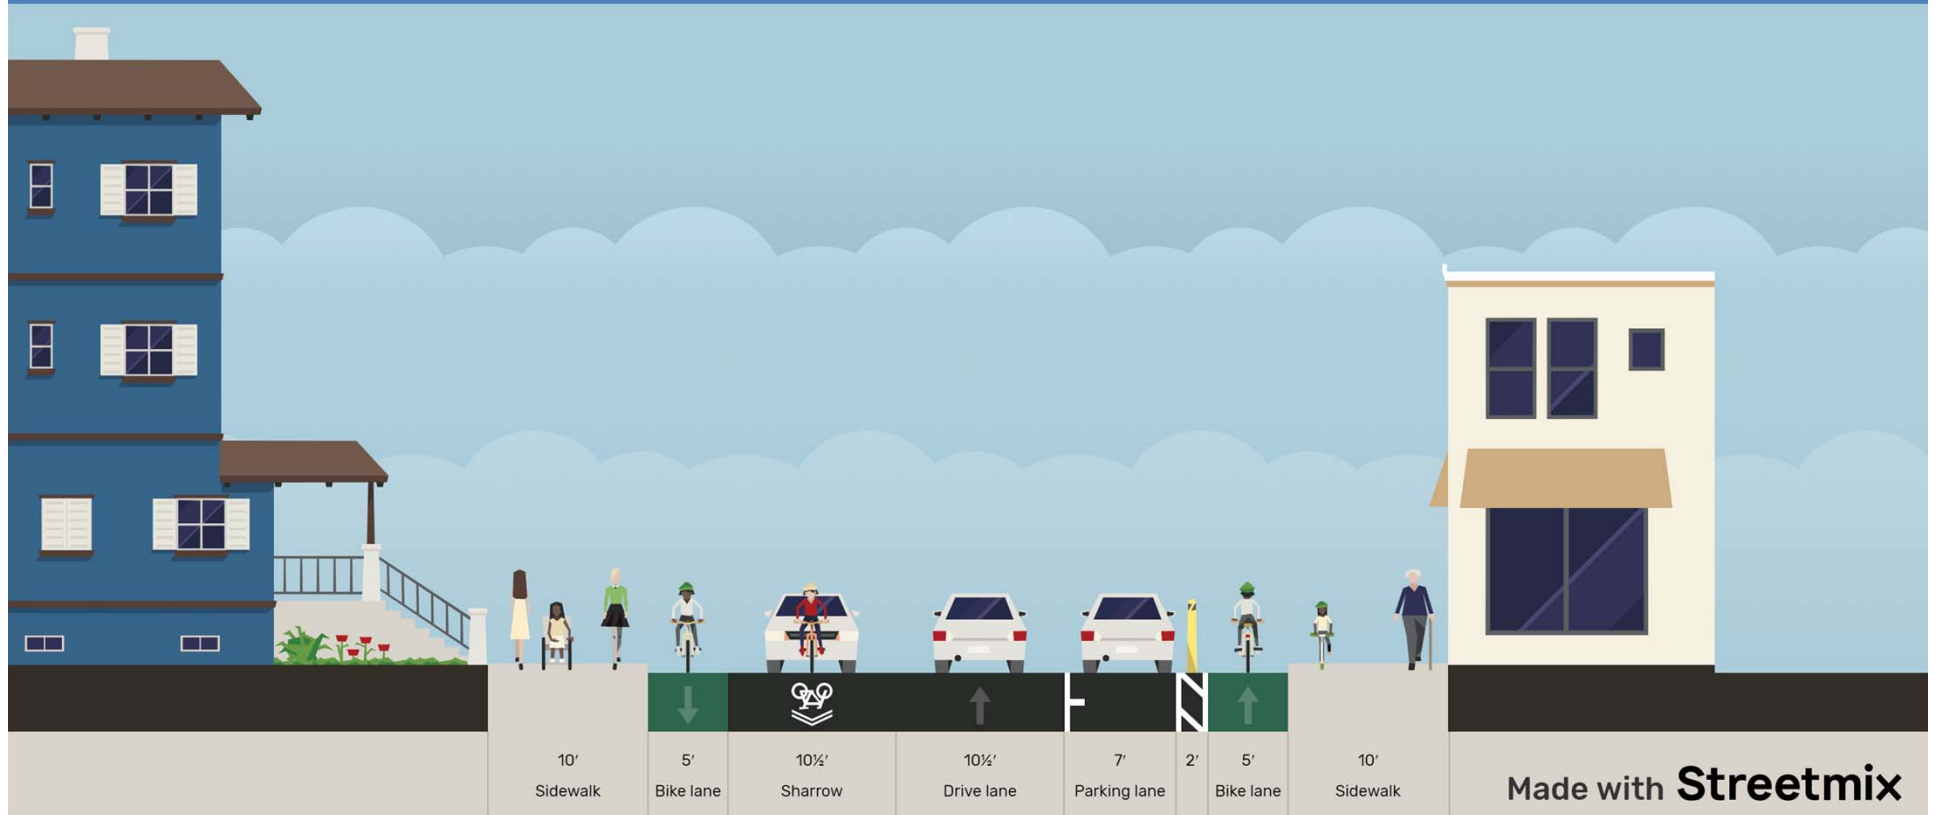 10′
Sidewalk
5′
Bike lane
10½′
Sharrow
10½′
Drive lane
7′
Parking lane
2′
5′
Bike lane
10′
Sidewalk
Made with Streetmix